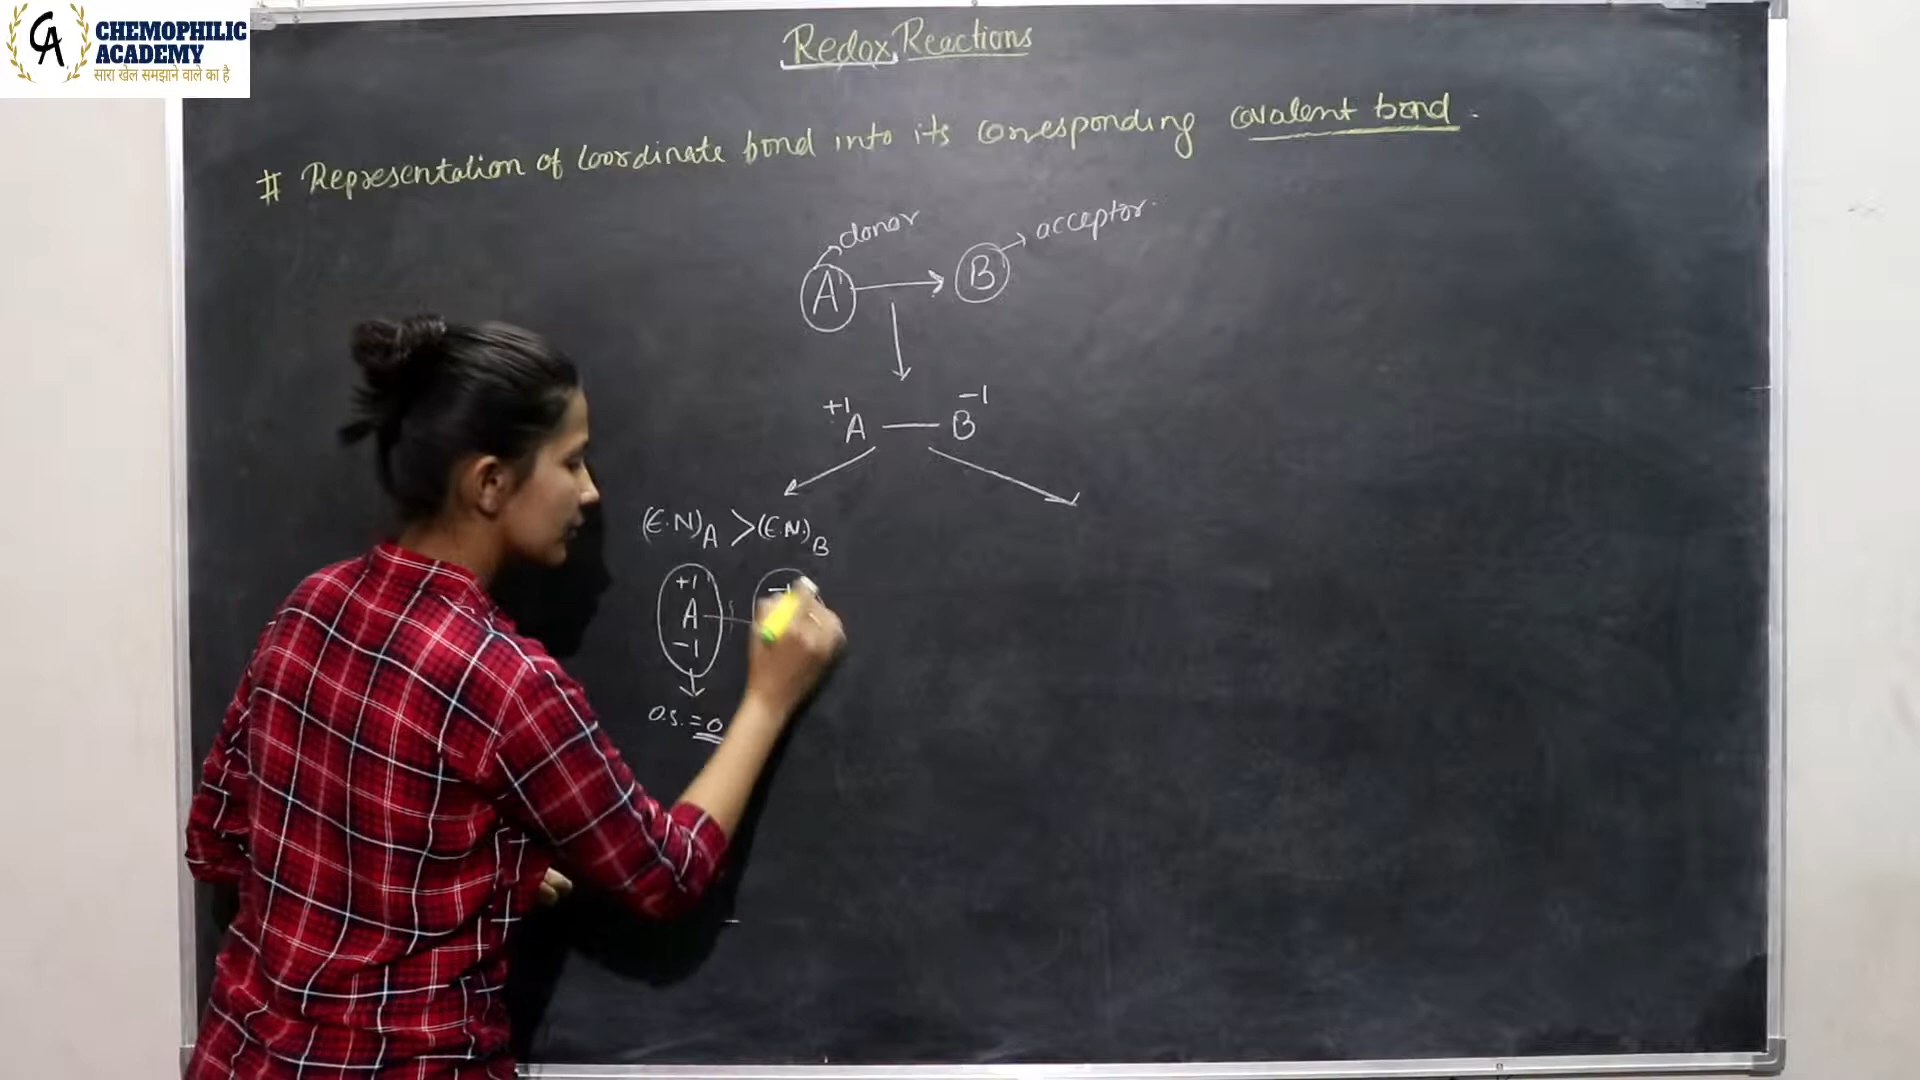 CA CHEMOPHILIC
ACADEMY
सारा खेल समझाने वाले का है
Redox Reactions
# Representation of Coordinate bond into its corresponding covalent bond.
donor
acceptor.
A → B
+1 -1
A — B
(E.N)A > (E.N.)B
+1
A
-1
O.S. = 0